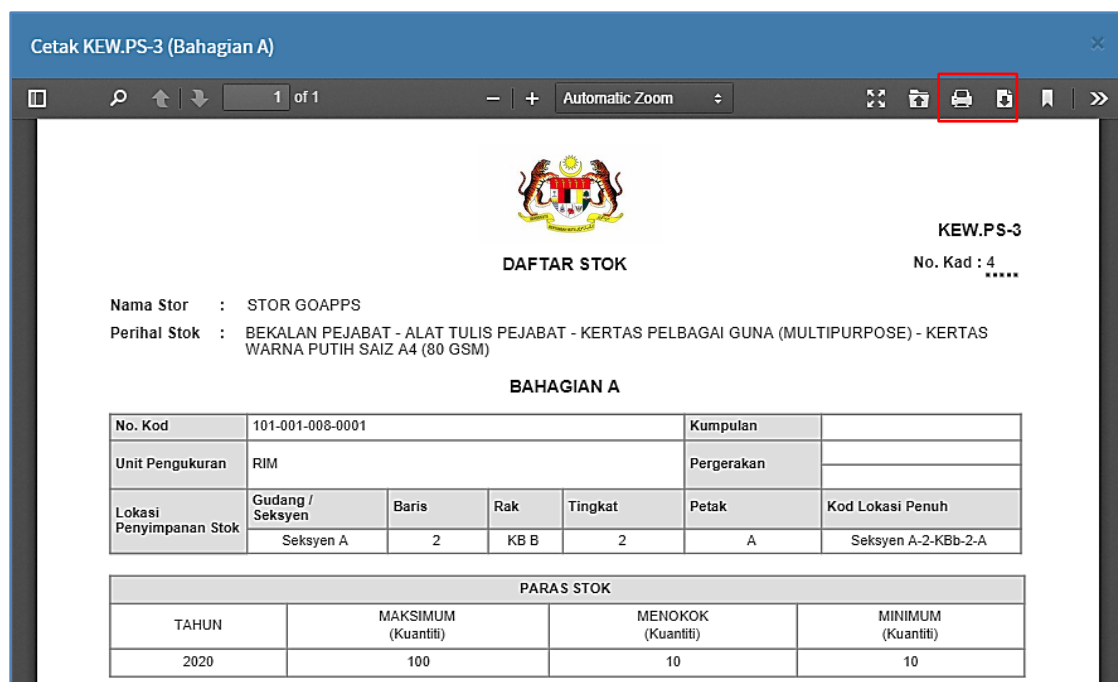 Cetak KEW.PS-3 (Bahagian A)
1 of 1
Automatic Zoom
KEW.PS-3
DAFTAR STOK
No. Kad : 4
Nama Stor : STOR GOAPPS
Perihal Stok : BEKALAN PEJABAT - ALAT TULIS PEJABAT - KERTAS PELBAGAI GUNA (MULTIPURPOSE) - KERTAS
WARNA PUTIH SAIZ A4 (80 GSM)
BAHAGIAN A
No. Kod 101-001-008-0001 Kumpulan
Unit Pengukuran RIM Pergerakan
Lokasi
Penyimpanan Stok
Gudang /
Seksyen
Baris Rak Tingkat Petak Kod Lokasi Penuh
Seksyen A 2 KB B 2 A Seksyen A-2-KBb-2-A
PARAS STOK
TAHUN MAKSIMUM MENOKOK MINIMUM
(Kuantiti) (Kuantiti) (Kuantiti)
2020 100 10 10